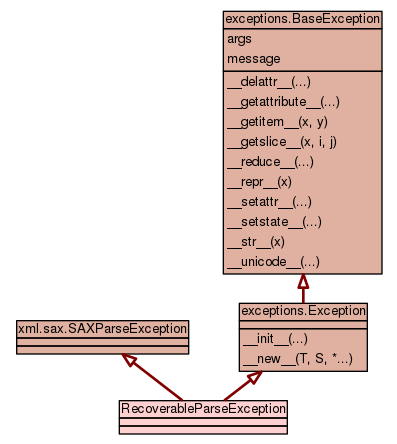 exceptions.BaseException
args
message
__delattr__(...)
__getattribute__(...)
__getitem__(x, y)
__getslice__(x, i, j)
__reduce__(...)
__repr__(x)
__setattr__(...)
__setstate__(...)
__str__(x)
__unicode__(...)
exceptions.Exception
__init__(...)
__new__(T, S, *...)
xml.sax.SAXParseException
RecoverableParseException